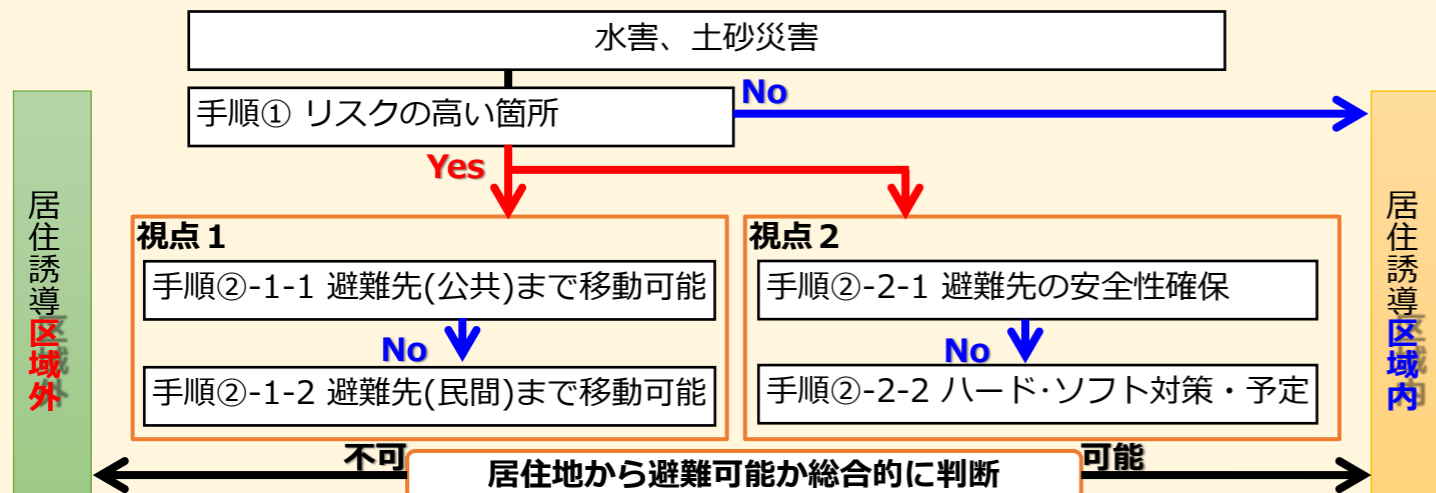 水害、土砂災害
手順① リスクの高い箇所
No
Yes
居住誘導区域外
視点１
手順②-1-1 避難先(公共)まで移動可能
No
手順②-1-2 避難先(民間)まで移動可能
視点２
手順②-2-1 避難先の安全性確保
No
手順②-2-2 ハード･ソフト対策・予定
居住誘導区域内
不可
居住地から避難可能か総合的に判断
可能